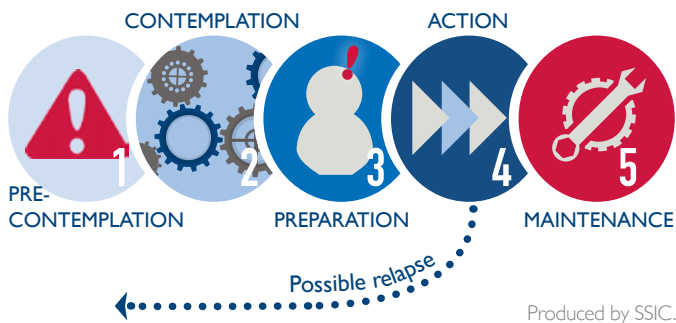 CONTEMPLATION
ACTION
!
1
2
3
4
5
PRE-
CONTEMPLATION
PREPARATION
MAINTENANCE
Possible relapse
Produced by SSIC.